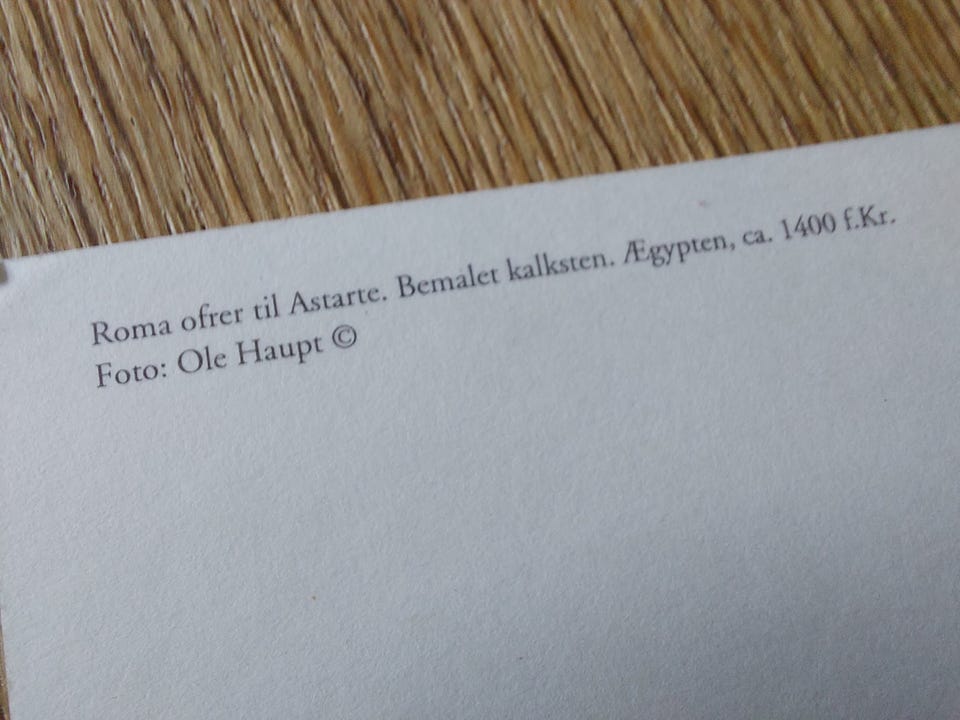 Roma ofrer til Astarte. Bemalet kalksten. Ægypten, ca. 1400 f.Kr.
Foto: Ole Haupt ©